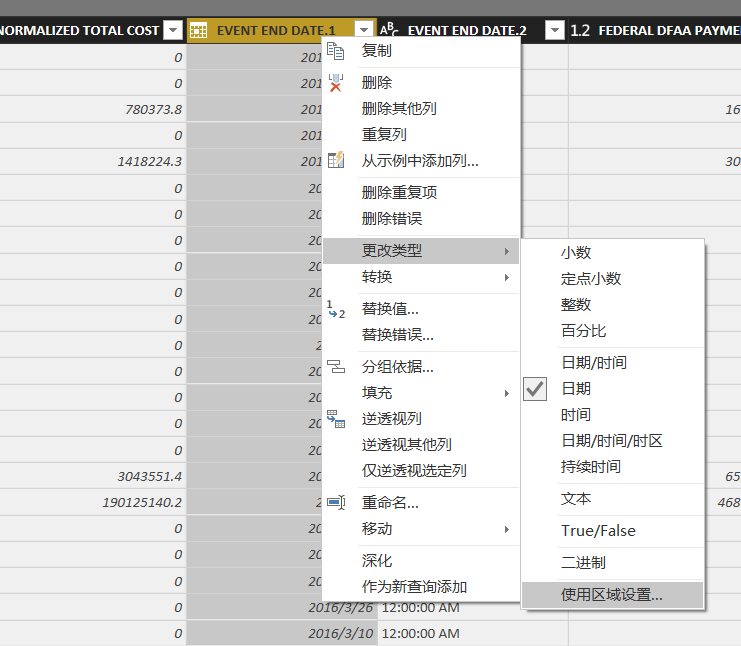 NORMALIZED TOTAL COST EVENT END DATE.1 ABC EVENT END DATE.2 1.2 FEDERAL DFAA PAYME
0 201
0 201
780373.8 201 16
0 201
1418224.3 201 30
0 20
0 20
0 20
0 20
0 20
0 20
0 2
0 20
0 20
0 20
0 20
3043551.4 20 65
190125140.2 2 468
0 20
0 20
0 20
0 2016/3/26 12:00:00 AM
0 2016/3/10 12:00:00 AM
复制
删除
删除其他列
重复列
从示例中添加列...
删除重复项
删除错误
更改类型
转换
1 2 替换值...
替换错误...
分组依据...
填充
逆透视列
逆透视其他列
仅逆透视选定列
重命名...
移动
深化
作为新查询添加
小数
定点小数
整数
百分比
日期/时间
日期
时间
日期/时间/时区
持续时间
文本
True/False
二进制
使用区域设置...